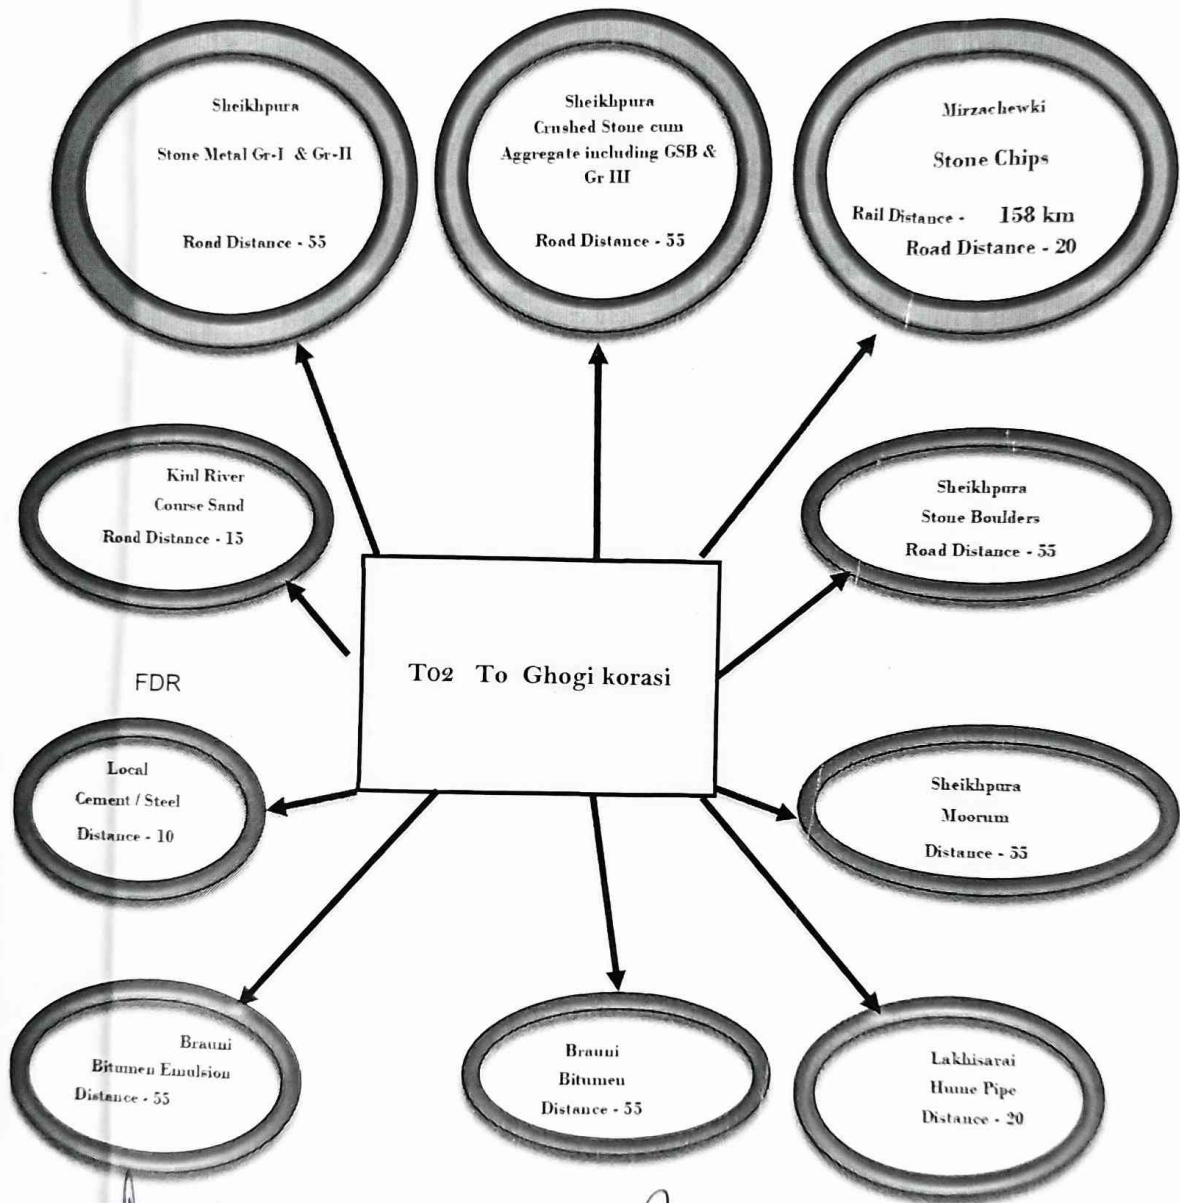 Sheikhpura
Stone Metal Gr-I & Gr-II
Road Distance - 55
Sheikhpura
Crushed Stone cum
Aggregate including GSB &
Gr III
Road Distance - 55
Mirzachewki
Stone Chips
Rail Distance - 158 km
Road Distance - 20
Kiul River
Course Sand
Road Distance - 15
Sheikhpura
Stone Boulders
Road Distance - 55
T02 To Ghogi korasi
FDR
Local
Cement / Steel
Distance - 10
Sheikhpura
Moorum
Distance - 55
Brauni
Bitumen Emulsion
Distance - 55
Brauni
Bitumen
Distance - 55
Lakhisarai
Hume Pipe
Distance - 20